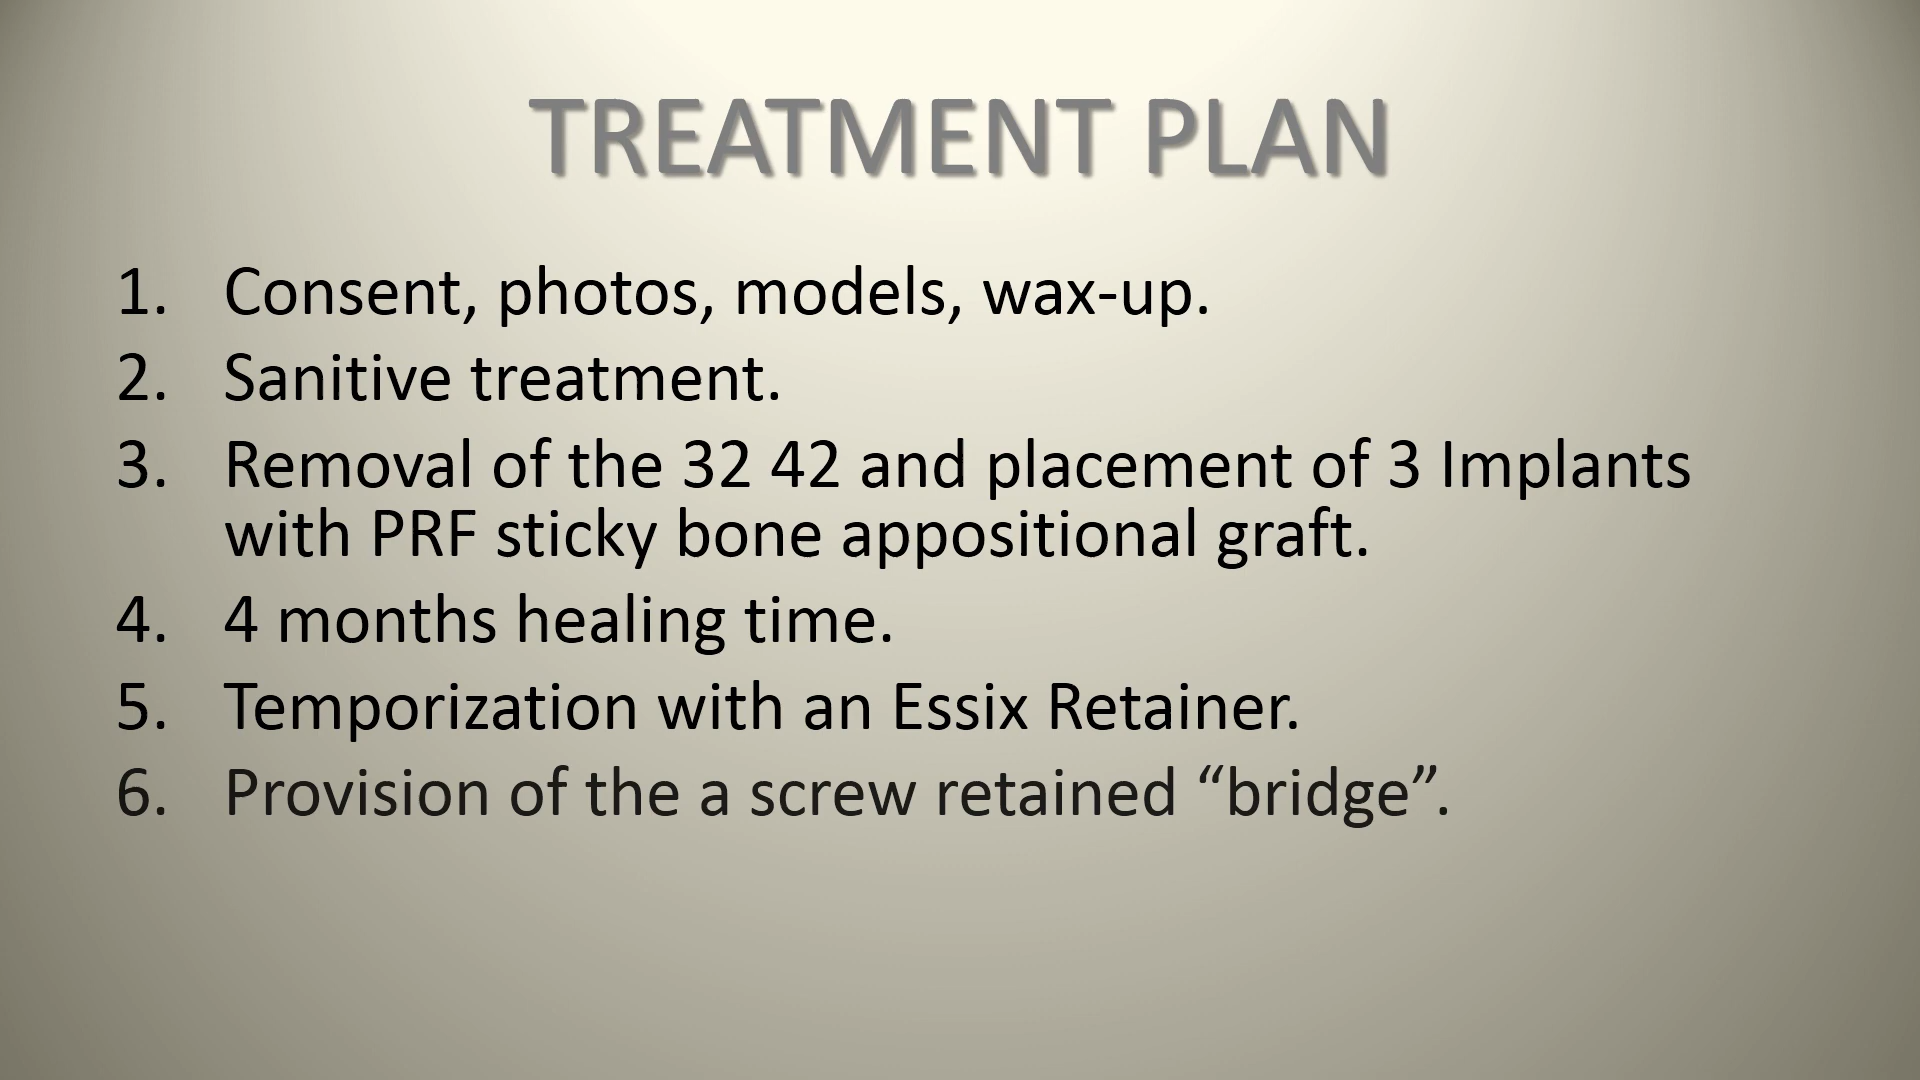 TREATMENT PLAN
1. Consent, photos, models, wax-up.
2. Sanitive treatment.
3. Removal of the 32 42 and placement of 3 Implants
with PRF sticky bone appositional graft.
4. 4 months healing time.
5. Temporization with an Essix Retainer.
6. Provision of the a screw retained “bridge”.